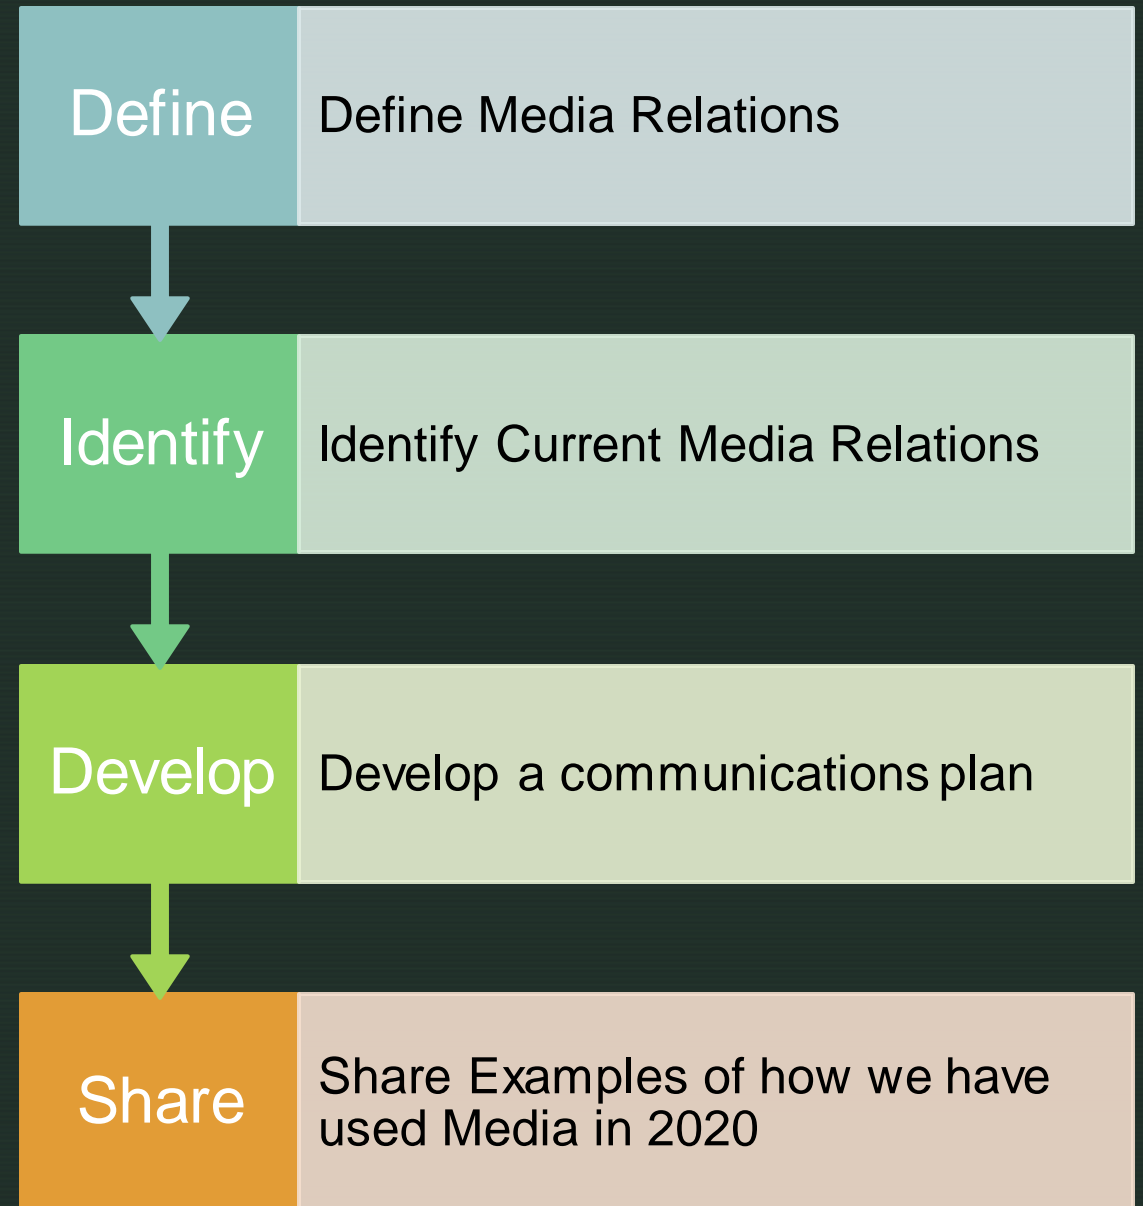 Define
Define Media Relations
Identify
Identify Current Media Relations
Develop
Develop a communications plan
Share
Share Examples of how we have
used Media in 2020